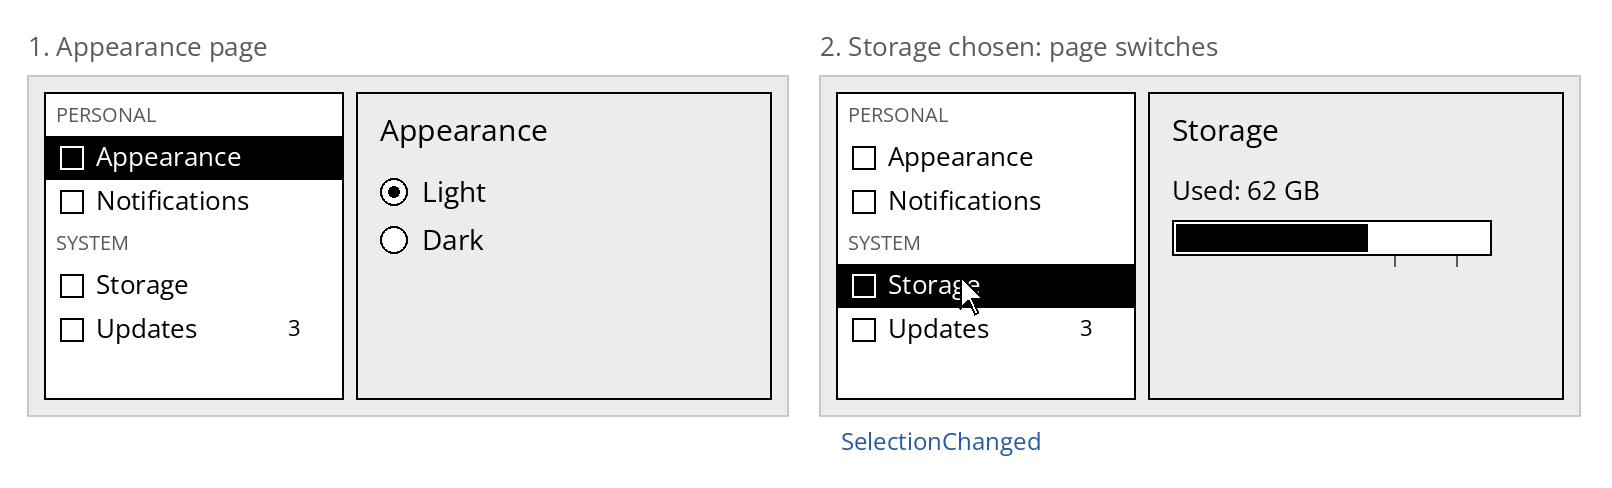 1. Appearance page
PERSONAL
Appearance
Notifications
SYSTEM
Storage
Updates 3
Appearance
Light
Dark
2. Storage chosen: page switches
PERSONAL
Appearance
Notifications
SYSTEM
Storage
Updates 3
Storage
Used: 62 GB
SelectionChanged